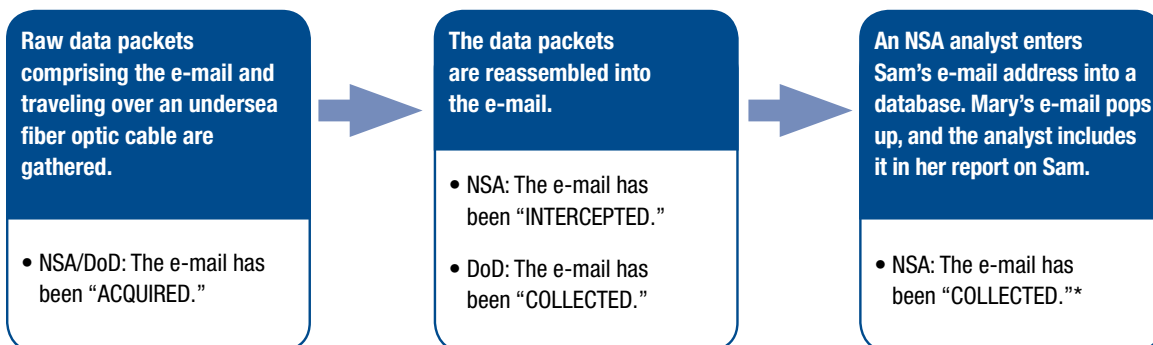 Raw data packets
comprising the e-mail and
traveling over an undersea
fiber optic cable are
gathered.
• NSA/DoD: The e-mail has
been “ACQUIRED.”
The data packets
are reassembled into
the e-mail.
• NSA: The e-mail has
been “INTERCEPTED.”
• DoD: The e-mail has
been “COLLECTED.”
An NSA analyst enters
Sam’s e-mail address into a
database. Mary’s e-mail pops
up, and the analyst includes
it in her report on Sam.
• NSA: The e-mail has
been “COLLECTED.”*